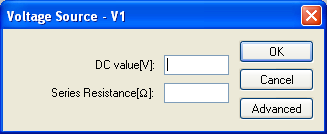 Voltage Source - V1
DC value[V]:
OK
Series Resistance[Ω]:
Cancel
Advanced